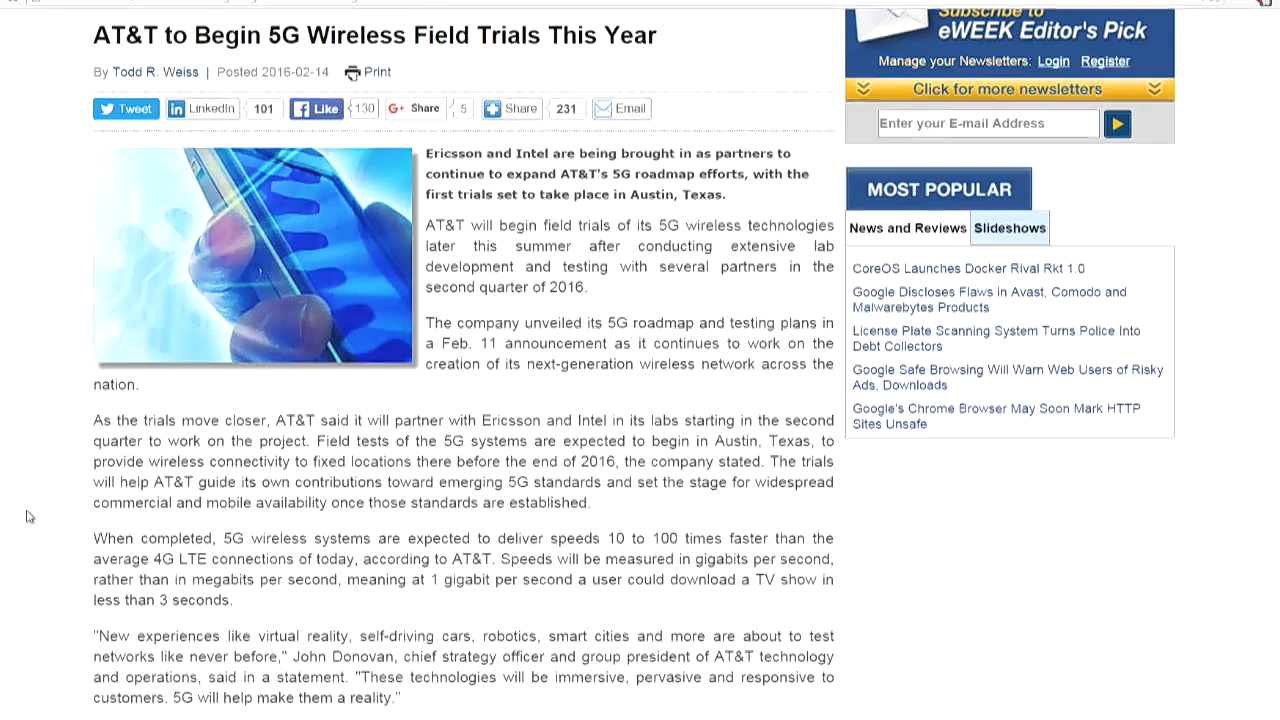 AT&T to Begin 5G Wireless Field Trials This Year
By Todd R. Weiss | Posted 2016-02-14 Print
Tweet LinkedIn 101 Like 130 G+ Share 5 Share 231 Email
Ericsson and Intel are being brought in as partners to
continue to expand AT&T's 5G roadmap efforts, with the
first trials set to take place in Austin, Texas.
AT&T will begin field trials of its 5G wireless technologies
later this summer after conducting extensive lab
development and testing with several partners in the
second quarter of 2016.
The company unveiled its 5G roadmap and testing plans in
a Feb. 11 announcement as it continues to work on the
creation of its next-generation wireless network across the
nation.
As the trials move closer, AT&T said it will partner with Ericsson and Intel in its labs starting in the second
quarter to work on the project. Field tests of the 5G systems are expected to begin in Austin, Texas, to
provide wireless connectivity to fixed locations there before the end of 2016, the company stated. The trials
will help AT&T guide its own contributions toward emerging 5G standards and set the stage for widespread
commercial and mobile availability once those standards are established.
When completed, 5G wireless systems are expected to deliver speeds 10 to 100 times faster than the
average 4G LTE connections of today, according to AT&T. Speeds will be measured in gigabits per second,
rather than in megabits per second, meaning at 1 gigabit per second a user could download a TV show in
less than 3 seconds.
"New experiences like virtual reality, self-driving cars, robotics, smart cities and more are about to test
networks like never before," John Donovan, chief strategy officer and group president of AT&T technology
and operations, said in a statement. "These technologies will be immersive, pervasive and responsive to
customers. 5G will help make them a reality."
Subscribe to
eWEEK Editor's Pick
Manage your Newsletters: Login Register
Click for more newsletters
Enter your E-mail Address
MOST POPULAR
News and Reviews Slideshows
CoreOS Launches Docker Rival Rkt 1.0
Google Discloses Flaws in Avast, Comodo and
Malwarebytes Products
License Plate Scanning System Turns Police Into
Debt Collectors
Google Safe Browsing Will Warn Web Users of Risky
Ads, Downloads
Google's Chrome Browser May Soon Mark HTTP
Sites Unsafe